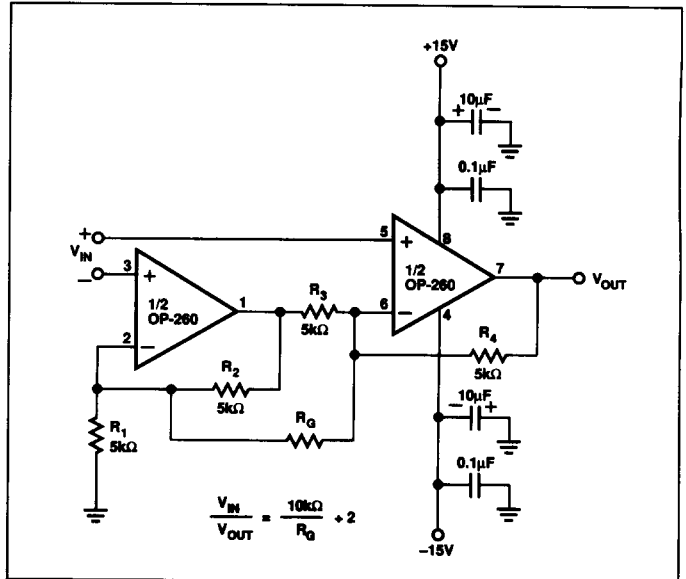 +15V
+ 10µF −
0.1µF
+
V_IN
−
3
+
1/2
OP-260
1
2
−
5
+
8
1/2
OP-260
7
V_OUT
6
−
4
R3
5kΩ
R4
5kΩ
R2
5kΩ
RG
R1
5kΩ
− 10µF +
0.1µF
−15V
V_IN / V_OUT = 10kΩ / RG + 2